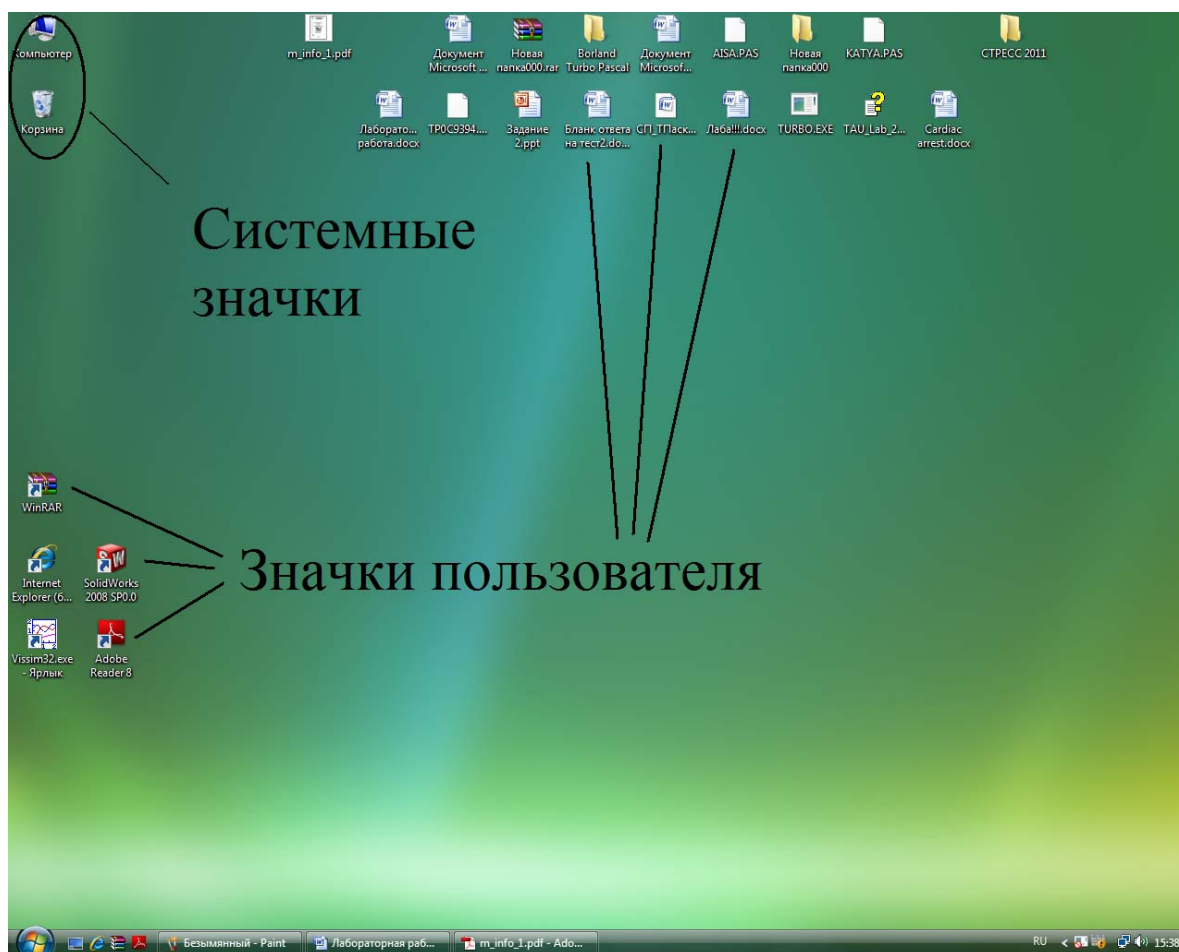 Компьютер
m_info_1.pdf
Документ
Microsoft ...
Новая
папка000.rar
Borland
Turbo Pascal
Документ
Microsof...
AISA.PAS
Новая
папка000
KATYA.PAS
СТРЕСС 2011
Корзина
Лаборато...
работа.docx
TP0C9394....
Задание
2.ppt
Бланк ответа
на тест2.do...
СП_ТПаск...
Лаба!!!.docx
TURBO.EXE
TAU_Lab_2...
Cardiac
arrest.docx
Системные
значки
WinRAR
Значки пользователя
Internet
Explorer (6...
SolidWorks
2008 SP0.0
Vissim32.exe
- Ярлык
Adobe
Reader 8
Безымянный - Paint
Лабораторная раб...
m_info_1.pdf - Ado...
RU
15:38